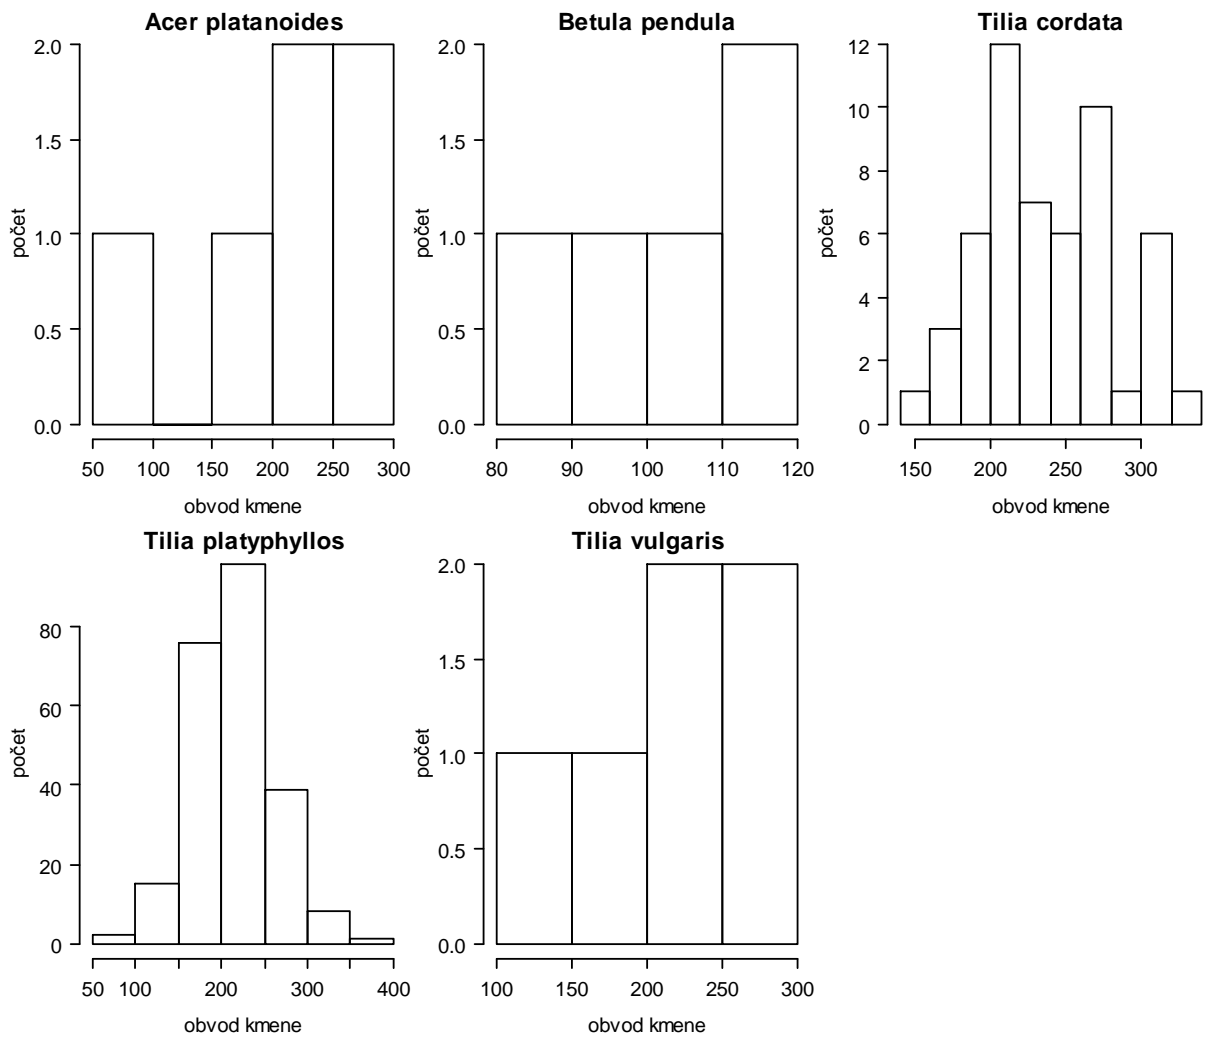 Acer platanoides
2.0
1.5
1.0
0.5
0.0
počet
50 100 150 200 250 300
obvod kmene
Betula pendula
2.0
1.5
1.0
0.5
0.0
počet
80 90 100 110 120
obvod kmene
Tilia cordata
12
10
8
6
4
2
0
počet
150 200 250 300
obvod kmene
Tilia platyphyllos
80
60
40
20
0
počet
50 100 200 300 400
obvod kmene
Tilia vulgaris
2.0
1.5
1.0
0.5
0.0
počet
100 150 200 250 300
obvod kmene